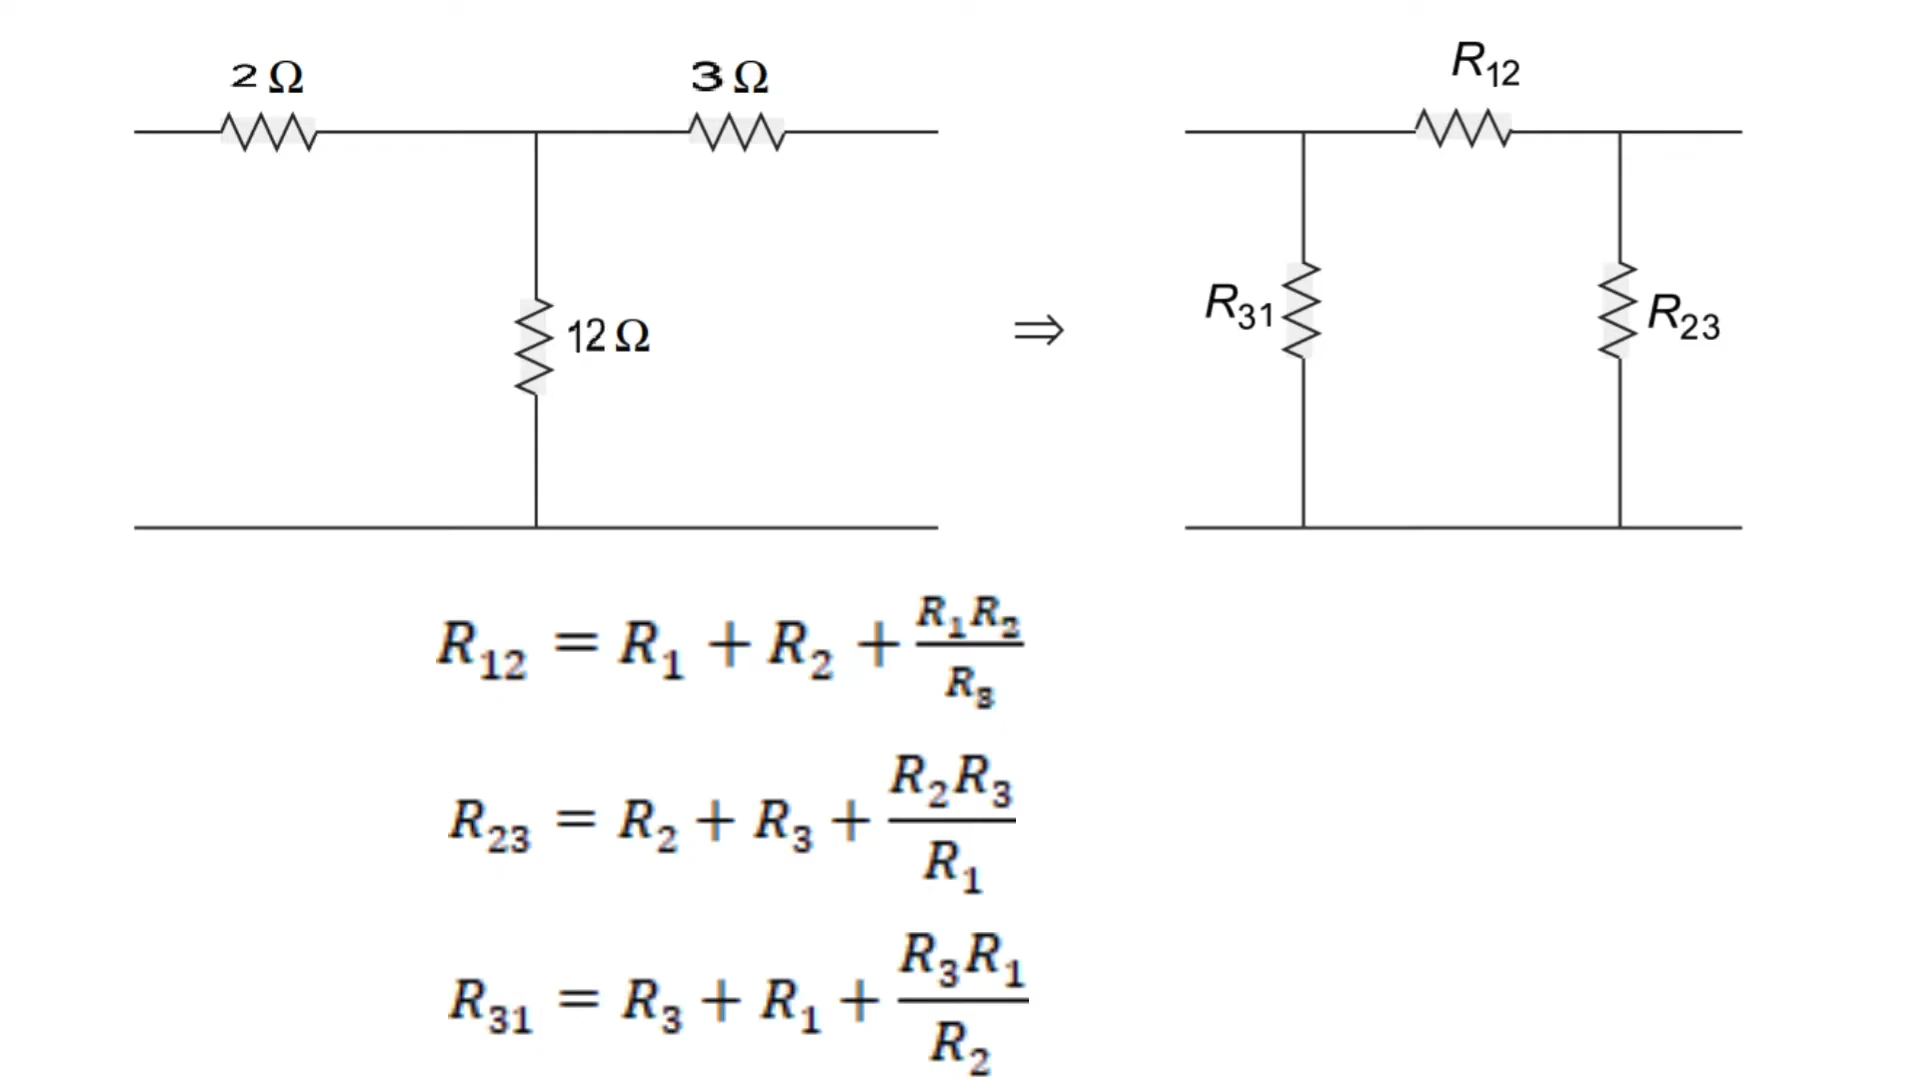 2 Ω 3 Ω R₁₂
12 Ω ⇒ R₃₁ R₂₃
R₁₂ = R₁ + R₂ + R₁R₂/R₃
R₂₃ = R₂ + R₃ + R₂R₃/R₁
R₃₁ = R₃ + R₁ + R₃R₁/R₂